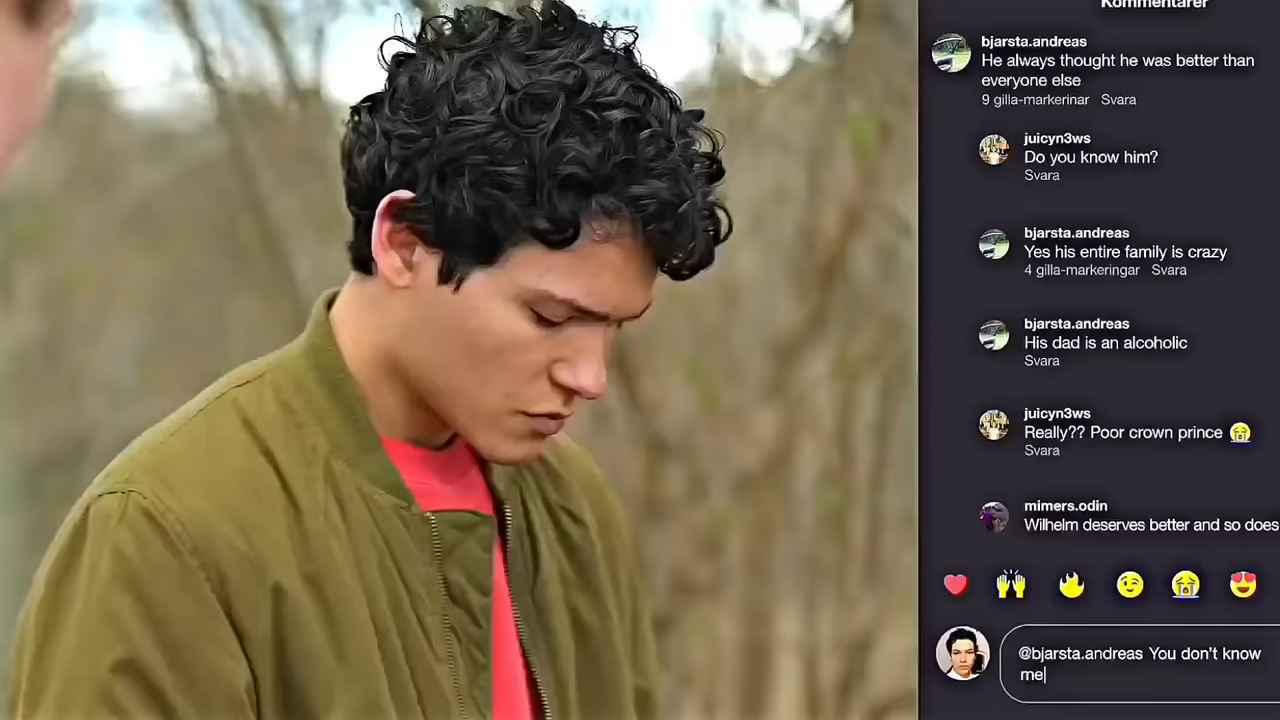 Kommentarer
bjarsta.andreas
He always thought he was better than
everyone else
9 gilla-markerinar Svara
juicyn3ws
Do you know him?
Svara
bjarsta.andreas
Yes his entire family is crazy
4 gilla-markeringar Svara
bjarsta.andreas
His dad is an alcoholic
Svara
juicyn3ws
Really?? Poor crown prince 😭
Svara
mimers.odin
Wilhelm deserves better and so does
@bjarsta.andreas You don't know
me